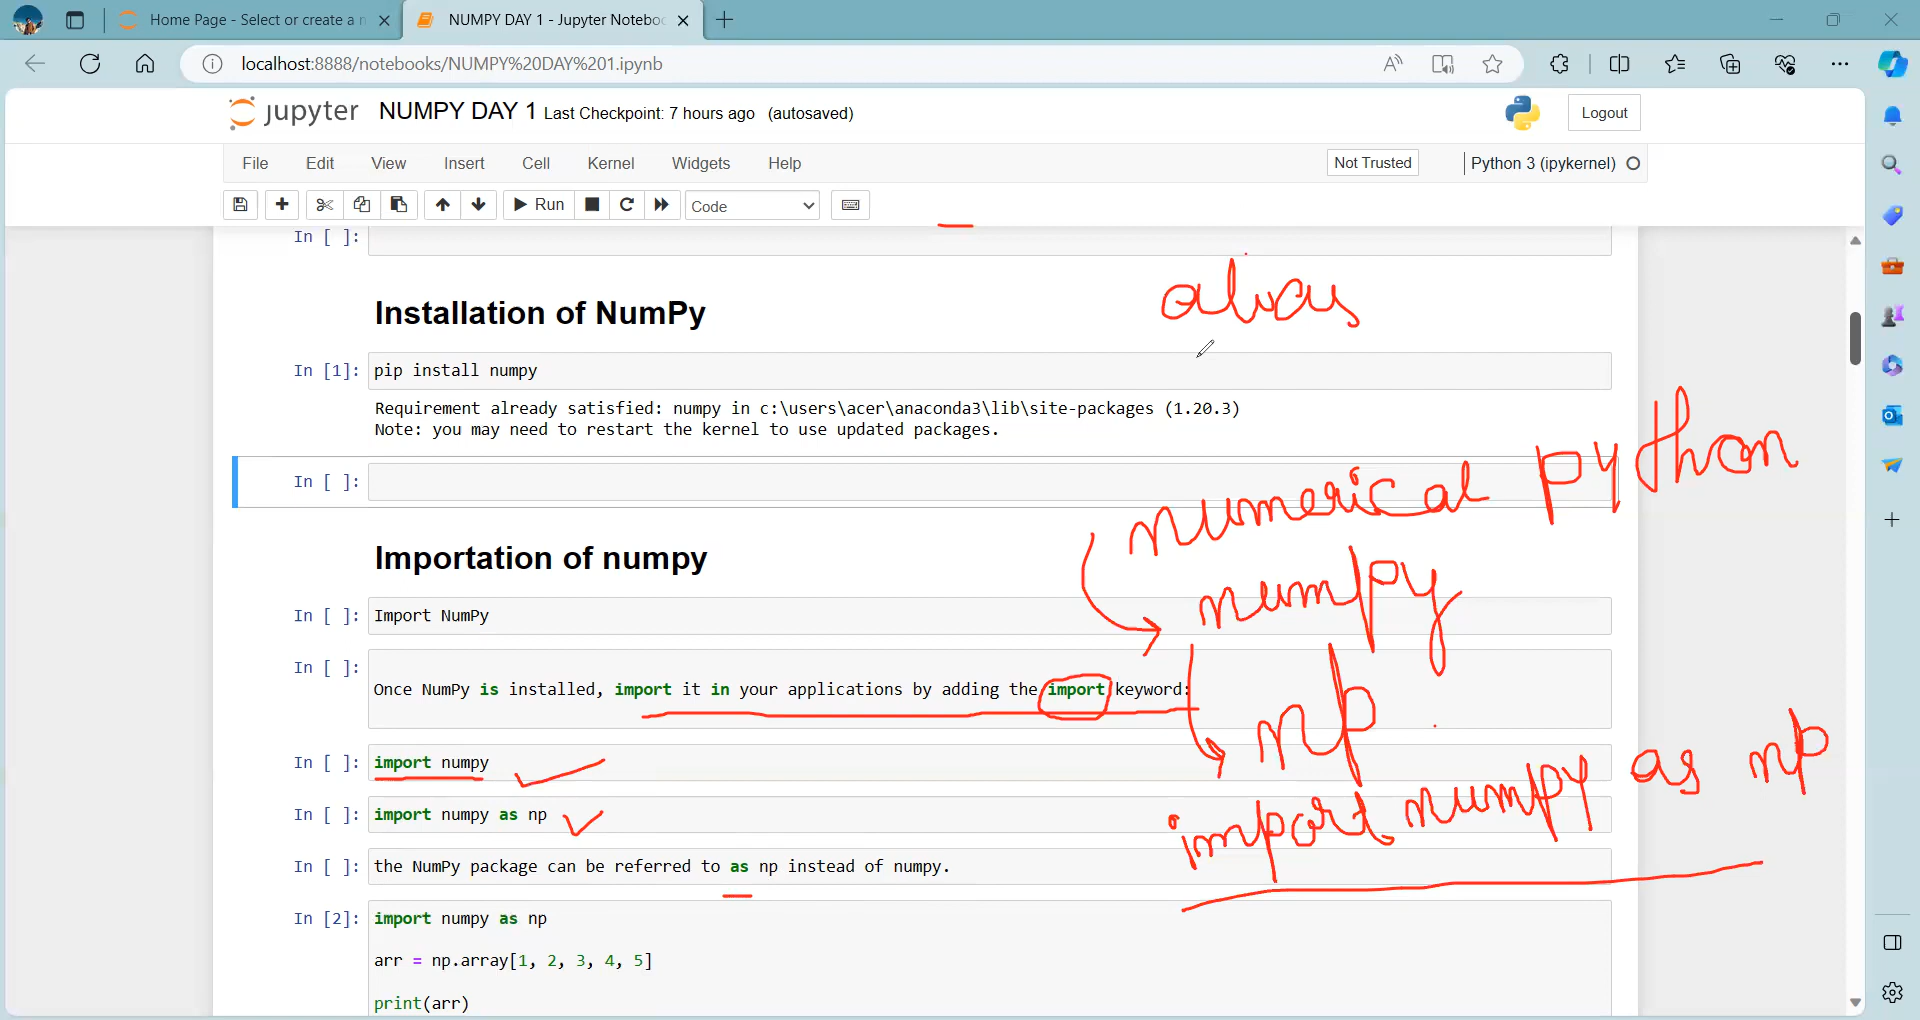 Home Page - Select or create a n
NUMPY DAY 1 - Jupyter Noteboo
localhost:8888/notebooks/NUMPY%20DAY%201.ipynb
jupyter NUMPY DAY 1 Last Checkpoint: 7 hours ago (autosaved)
Logout
File Edit View Insert Cell Kernel Widgets Help
Not Trusted
Python 3 (ipykernel)
Run
Code
In [ ]:
alias
Installation of NumPy
In [1]: pip install numpy
Requirement already satisfied: numpy in c:\users\acer\anaconda3\lib\site-packages (1.20.3)
Note: you may need to restart the kernel to use updated packages.
In [ ]:
numerical python
Importation of numpy
numpy
In [ ]: Import NumPy
In [ ]: Once NumPy is installed, import it in your applications by adding the import keyword:
np
In [ ]: import numpy
In [ ]: import numpy as np
import numpy as np
In [ ]: the NumPy package can be referred to as np instead of numpy.
In [2]: import numpy as np
arr = np.array[1, 2, 3, 4, 5]
print(arr)